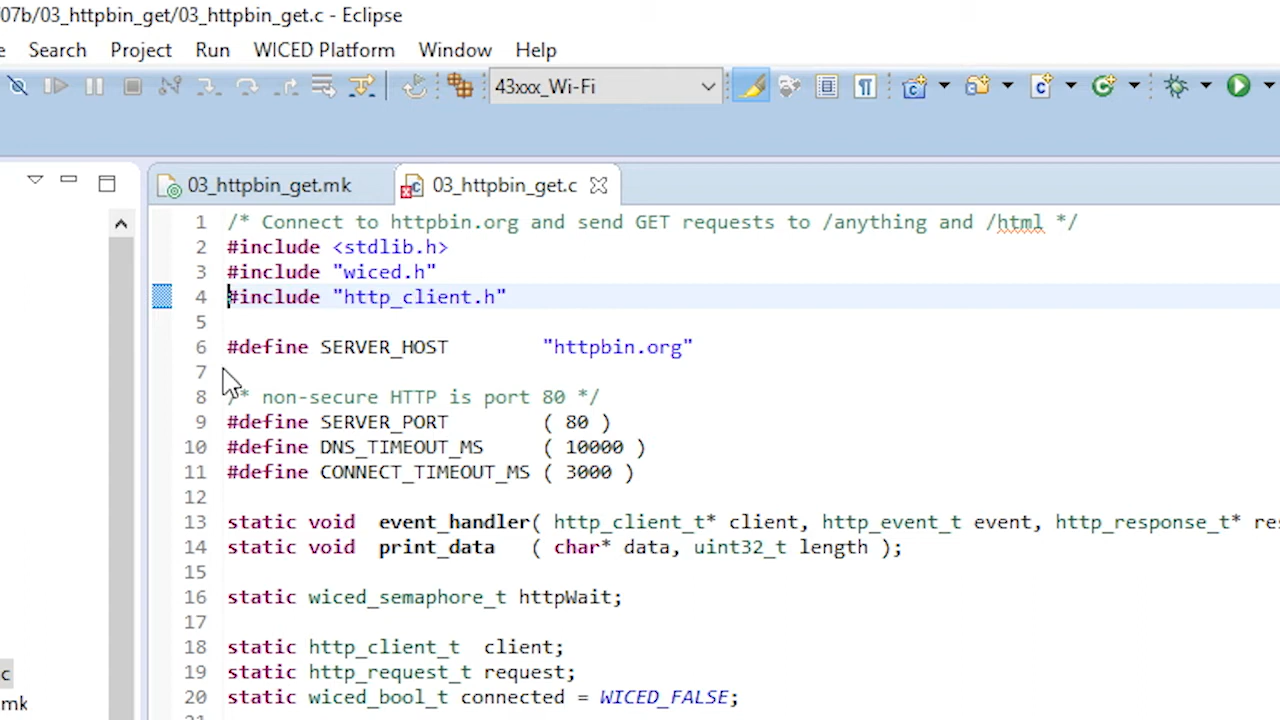 07b/03_httpbin_get/03_httpbin_get.c - Eclipse
e Search Project Run WICED Platform Window Help
43xxx_Wi-Fi
03_httpbin_get.mk 03_httpbin_get.c
1 /* Connect to httpbin.org and send GET requests to /anything and /html */
2 #include <stdlib.h>
3 #include "wiced.h"
4 #include "http_client.h"
5
6 #define SERVER_HOST "httpbin.org"
7
8 /* non-secure HTTP is port 80 */
9 #define SERVER_PORT ( 80 )
10 #define DNS_TIMEOUT_MS ( 10000 )
11 #define CONNECT_TIMEOUT_MS ( 3000 )
12
13 static void event_handler( http_client_t* client, http_event_t event, http_response_t* res
14 static void print_data ( char* data, uint32_t length );
15
16 static wiced_semaphore_t httpWait;
17
18 static http_client_t client;
c 19 static http_request_t request;
mk 20 static wiced_bool_t connected = WICED_FALSE;